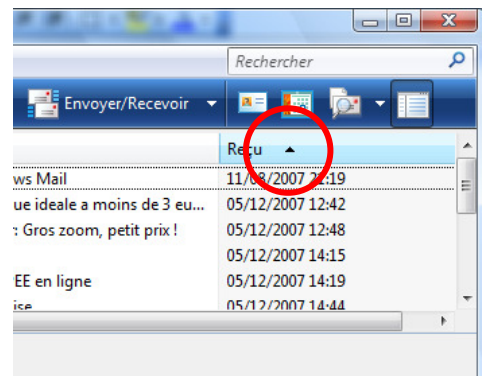 Rechercher
Envoyer/Recevoir
Reçu
ws Mail 11/08/2007 21:19
ue ideale a moins de 3 eu... 05/12/2007 12:42
: Gros zoom, petit prix ! 05/12/2007 12:48
05/12/2007 14:15
EE en ligne 05/12/2007 14:19
ise 05/12/2007 14:44